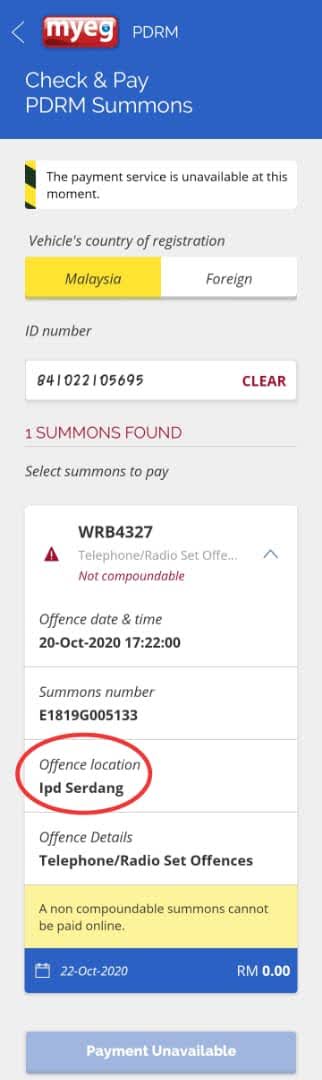 myeg PDRM
Check & Pay
PDRM Summons
The payment service is unavailable at this
moment.
Vehicle's country of registration
Malaysia Foreign
ID number
841022105695 CLEAR
1 SUMMONS FOUND
Select summons to pay
WRB4327
Telephone/Radio Set Offe...
Not compoundable
Offence date & time
20-Oct-2020 17:22:00
Summons number
E1819G005133
Offence location
Ipd Serdang
Offence Details
Telephone/Radio Set Offences
A non compoundable summons cannot
be paid online.
22-Oct-2020 RM 0.00
Payment Unavailable